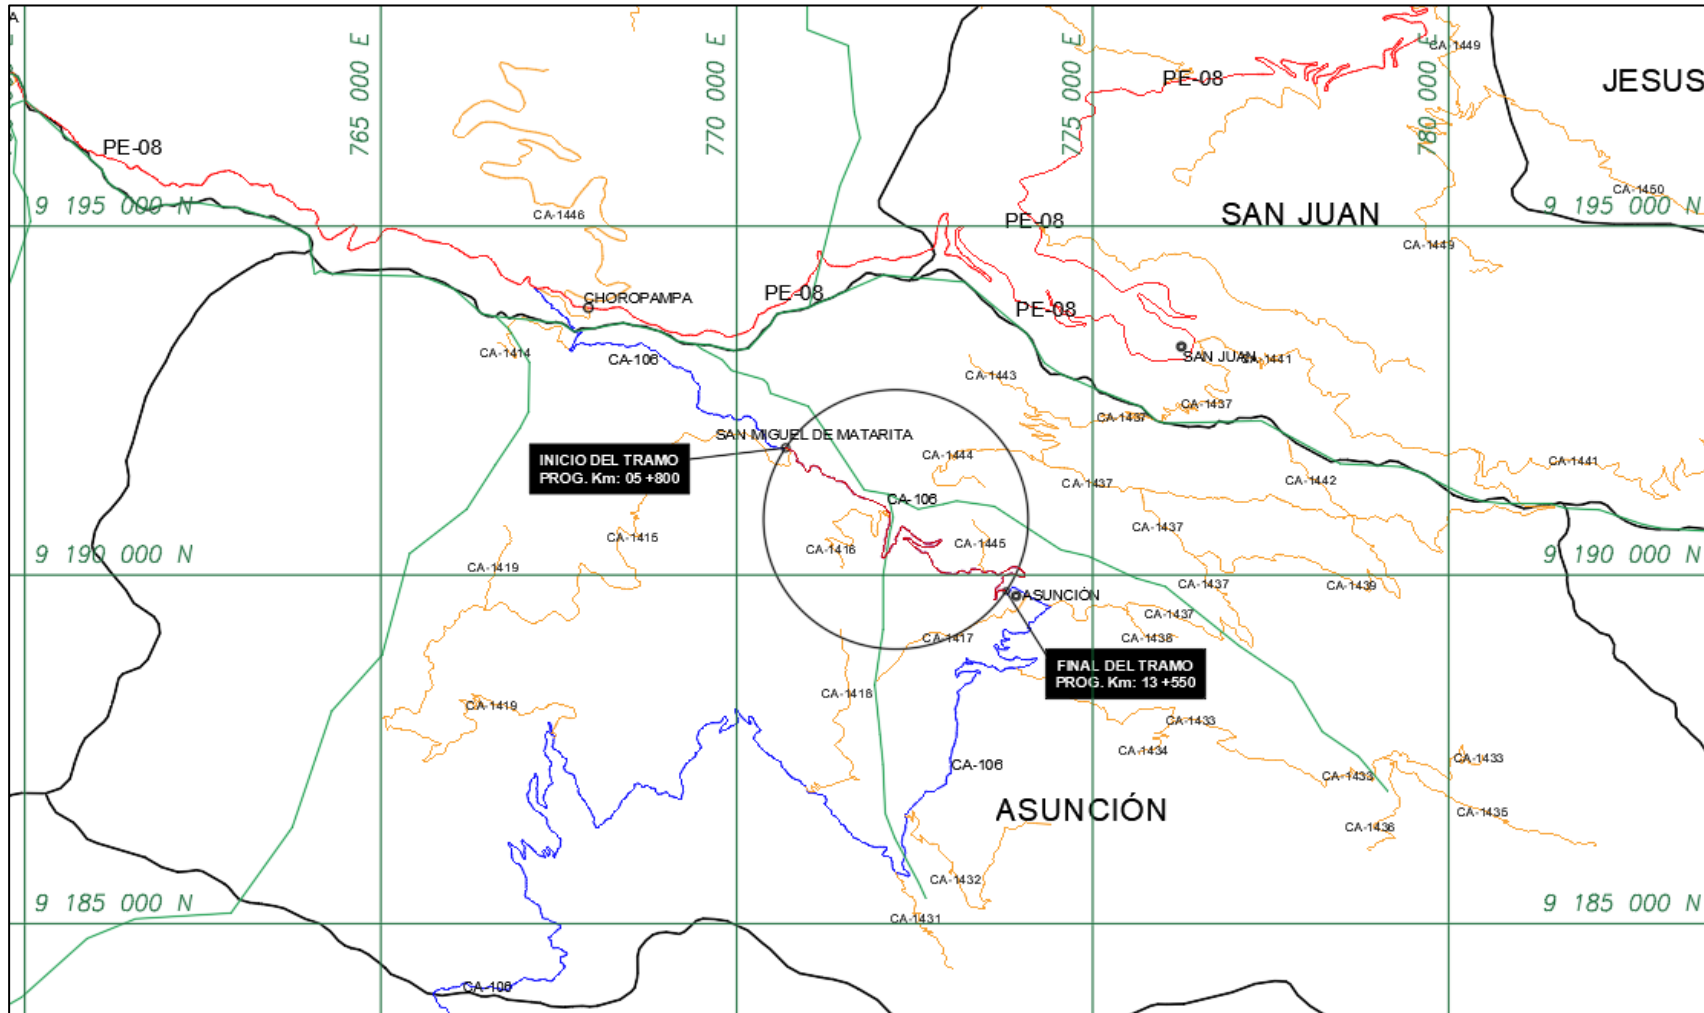 A
765 000 E
770 000 E
775 000 E
780 000 E
CA-1449
JESUS
PE-08
PE-08
9 195 000 N
CA-1446
PE-08
SAN JUAN
CA-1450
9 195 000 N
CA-1449
CHOROPAMPA
PE-08
PE-08
CA-1414
CA-106
SAN JUAN
CA-1441
CA-1443
CA-1437
CA-1437
SAN MIGUEL DE MATARITA
INICIO DEL TRAMO
PROG. Km: 05 +800
CA-1444
CA-1441
CA-1437
CA-1442
CA-106
CA-1437
CA-1415
CA-1416
CA-1445
9 190 000 N
CA-1419
CA-1437
CA-1439
9 190 000 N
ASUNCIÓN
CA-1437
CA-1417
CA-1438
FINAL DEL TRAMO
PROG. Km: 13 +550
CA-1418
CA-1419
CA-1433
CA-1434
CA-106
CA-1433
CA-1433
ASUNCIÓN
CA-1436
CA-1435
CA-1432
9 185 000 N
CA-1431
9 185 000 N
CA-106